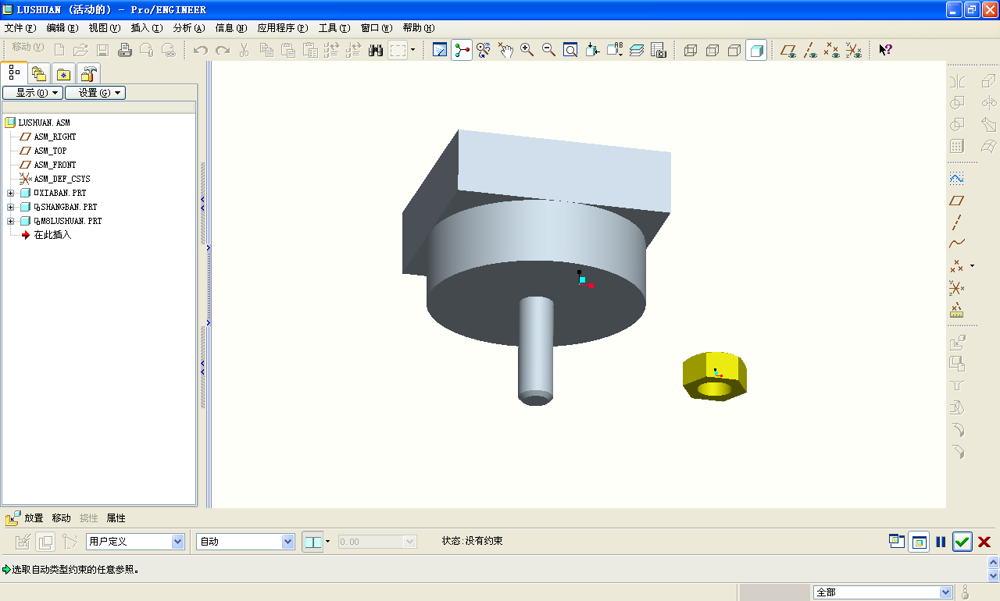 LUSHUAN (活动的) - Pro/ENGINEER
文件(F) 编辑(E) 视图(V) 插入(I) 分析(A) 信息(N) 应用程序(P) 工具(T) 窗口(W) 帮助(H)
移动(V)
显示(O) 设置(G)
LUSHUAN.ASM
ASM_RIGHT
ASM_TOP
ASM_FRONT
ASM_DEF_CSYS
XIABAN.PRT
SHANGBAN.PRT
M8LUSHUAN.PRT
在此插入
放置 移动 挠性 属性
用户定义 自动 0.00 状态:没有约束
选取自动类型约束的任意参照。
全部